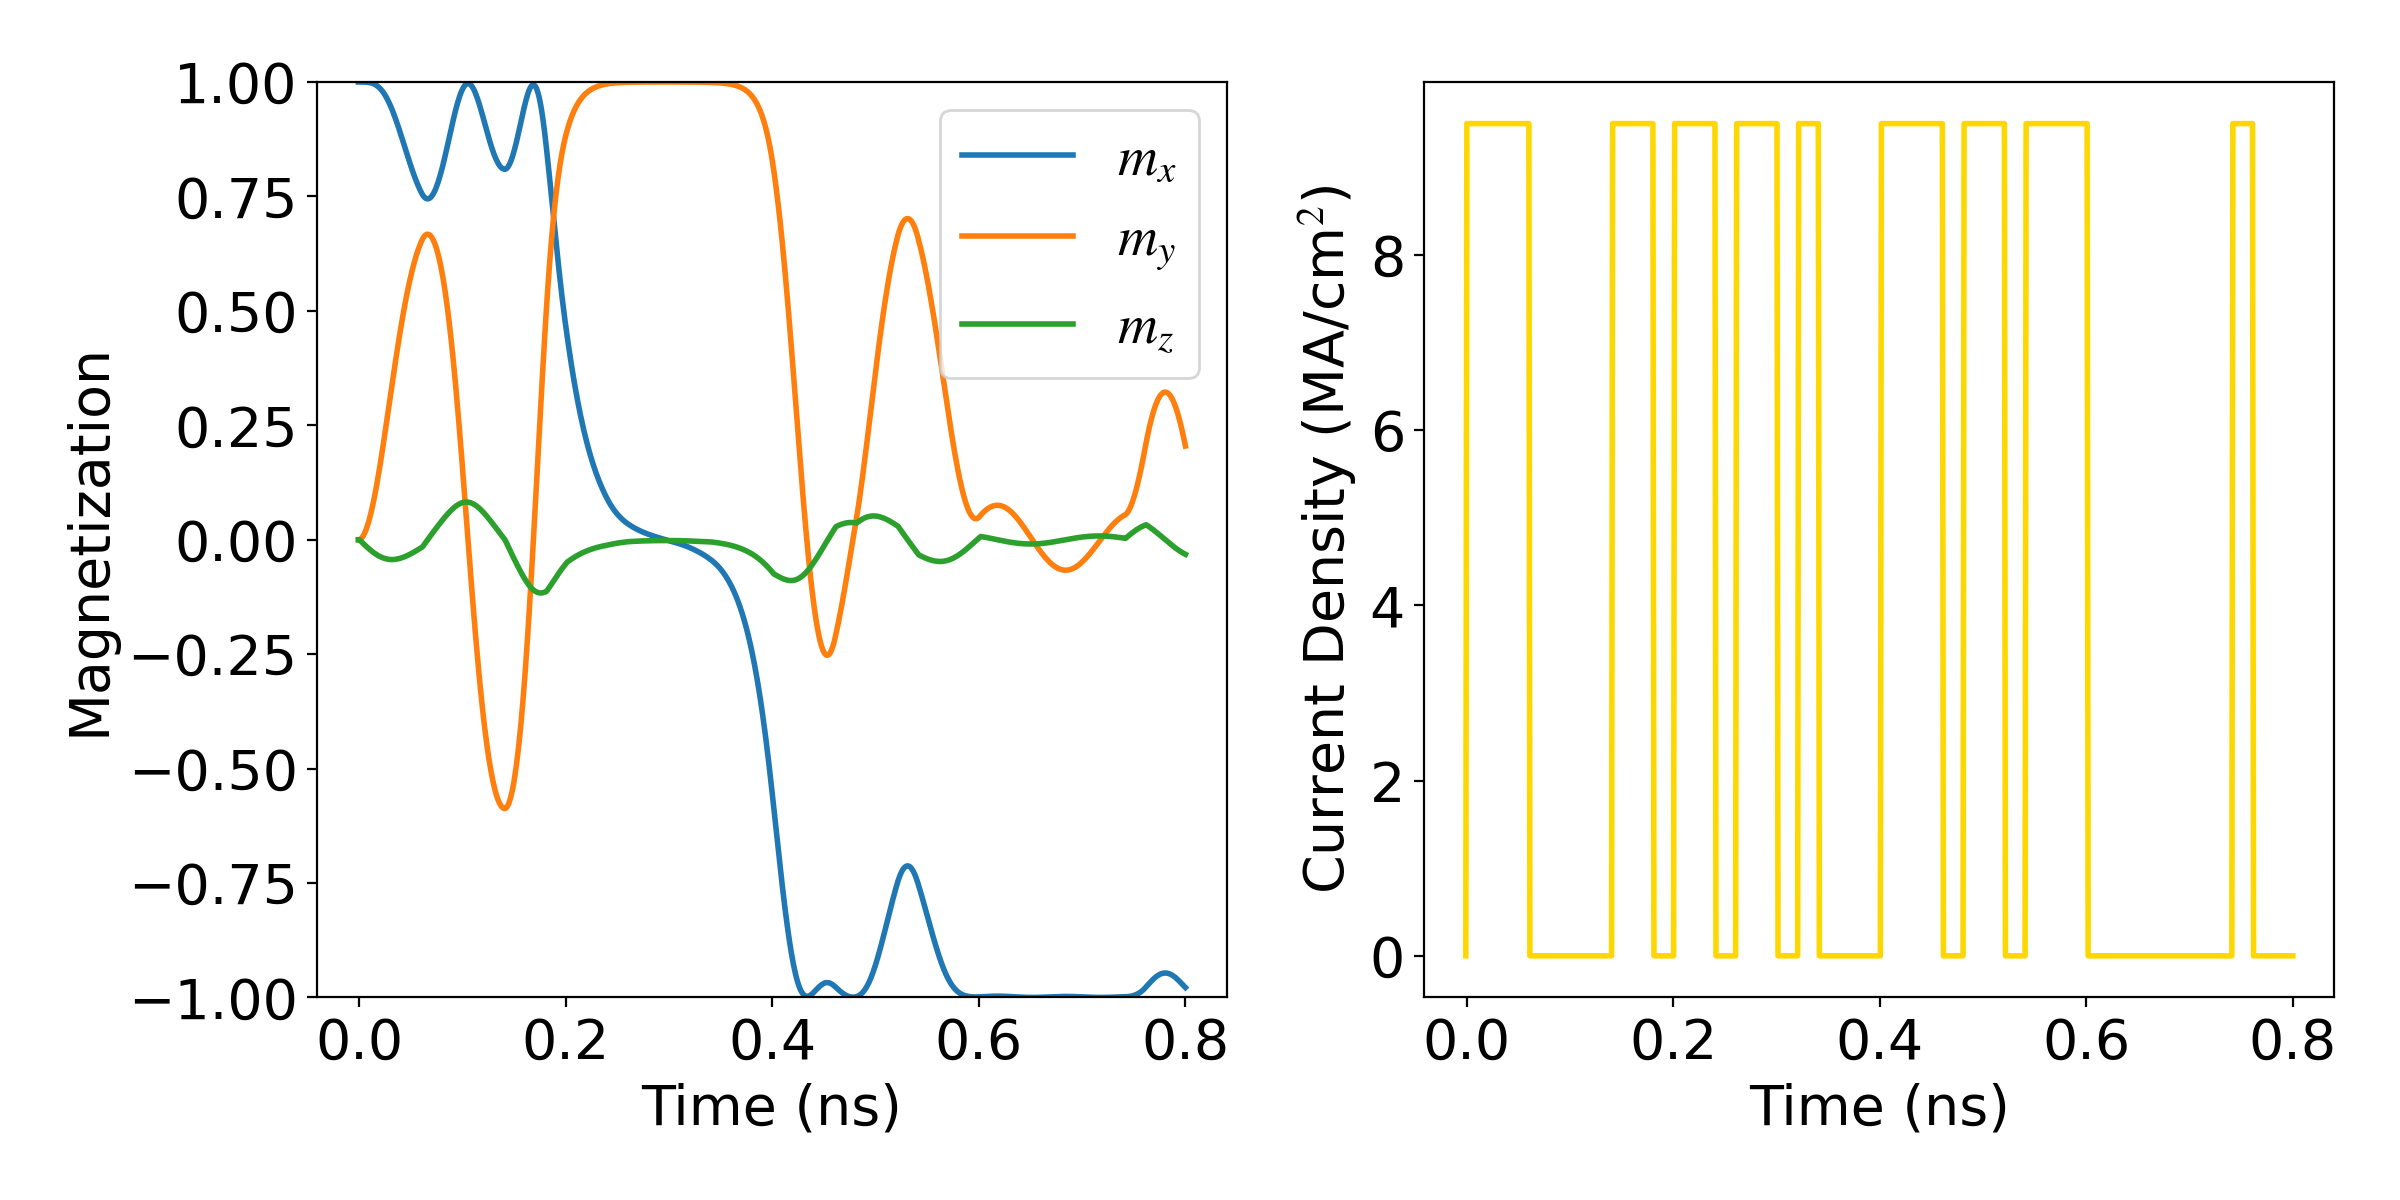 1.00
0.75
0.50
0.25
0.00
−0.25
−0.50
−0.75
−1.00
Magnetization
0.0 0.2 0.4 0.6 0.8
Time (ns)
mₓ
m_y
m_z
8
6
4
2
0
Current Density (MA/cm²)
0.0 0.2 0.4 0.6 0.8
Time (ns)